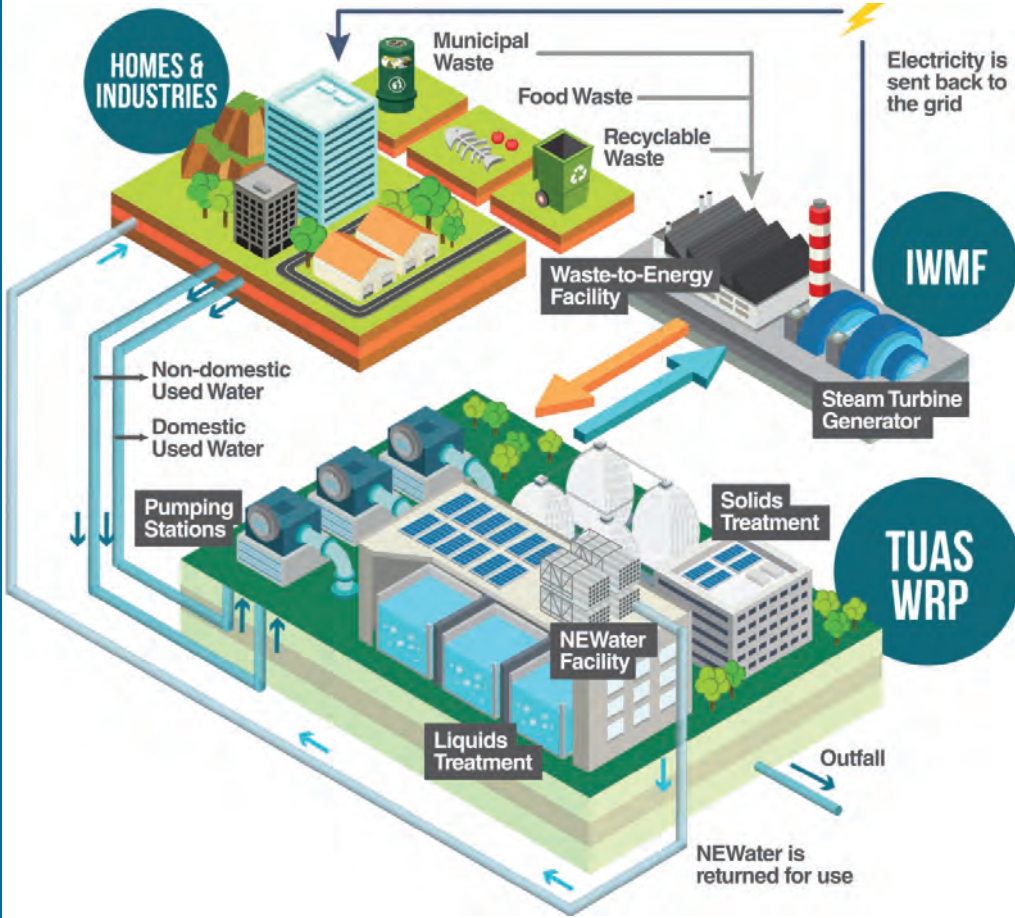 HOMES &
INDUSTRIES
Municipal
Waste
Food Waste
Recyclable
Waste
Electricity is
sent back to
the grid
IWMF
Waste-to-Energy
Facility
Steam Turbine
Generator
Non-domestic
Used Water
Domestic
Used Water
Pumping
Stations
Solids
Treatment
TUAS
WRP
NEWater
Facility
Liquids
Treatment
Outfall
NEWater is
returned for use